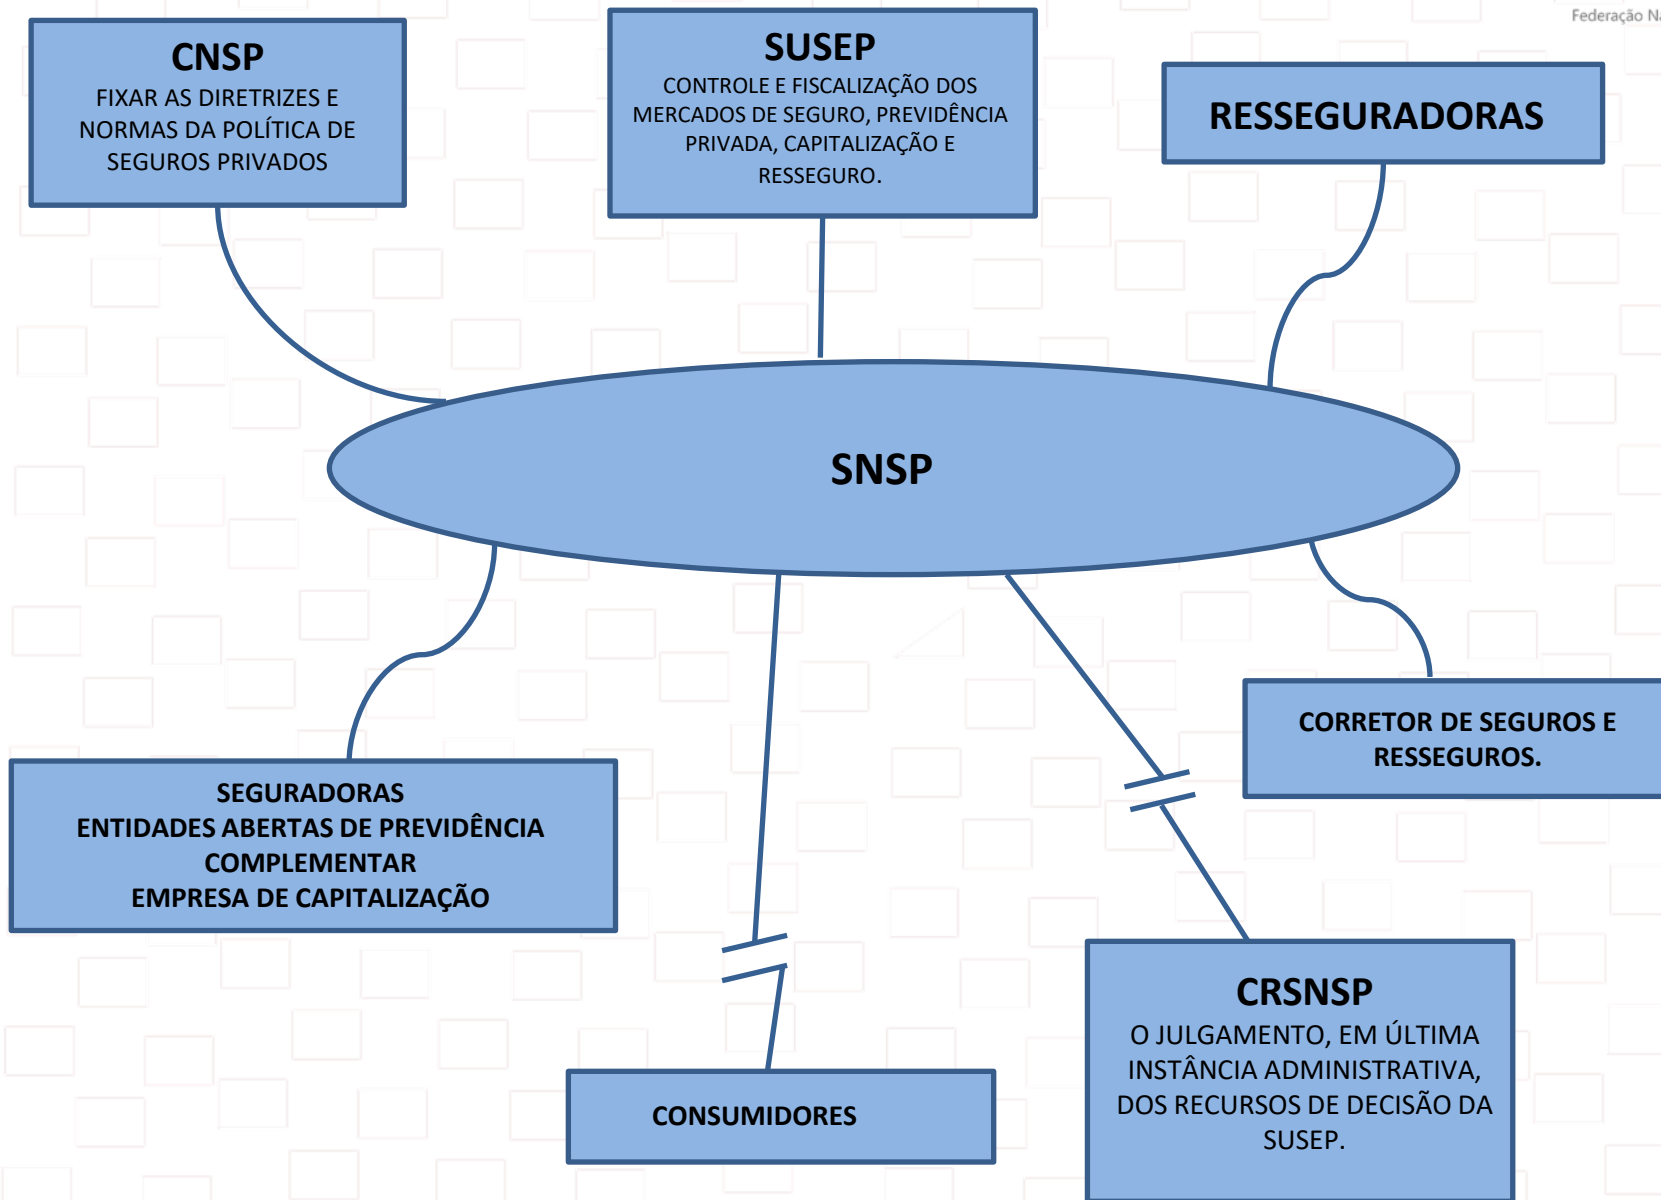 Federação Na
CNSP
FIXAR AS DIRETRIZES E
NORMAS DA POLÍTICA DE
SEGUROS PRIVADOS
SUSEP
CONTROLE E FISCALIZAÇÃO DOS
MERCADOS DE SEGURO, PREVIDÊNCIA
PRIVADA, CAPITALIZAÇÃO E
RESSEGURO.
RESSEGURADORAS
SNSP
SEGURADORAS
ENTIDADES ABERTAS DE PREVIDÊNCIA
COMPLEMENTAR
EMPRESA DE CAPITALIZAÇÃO
CORRETOR DE SEGUROS E
RESSEGUROS.
CONSUMIDORES
CRSNSP
O JULGAMENTO, EM ÚLTIMA
INSTÂNCIA ADMINISTRATIVA,
DOS RECURSOS DE DECISÃO DA
SUSEP.